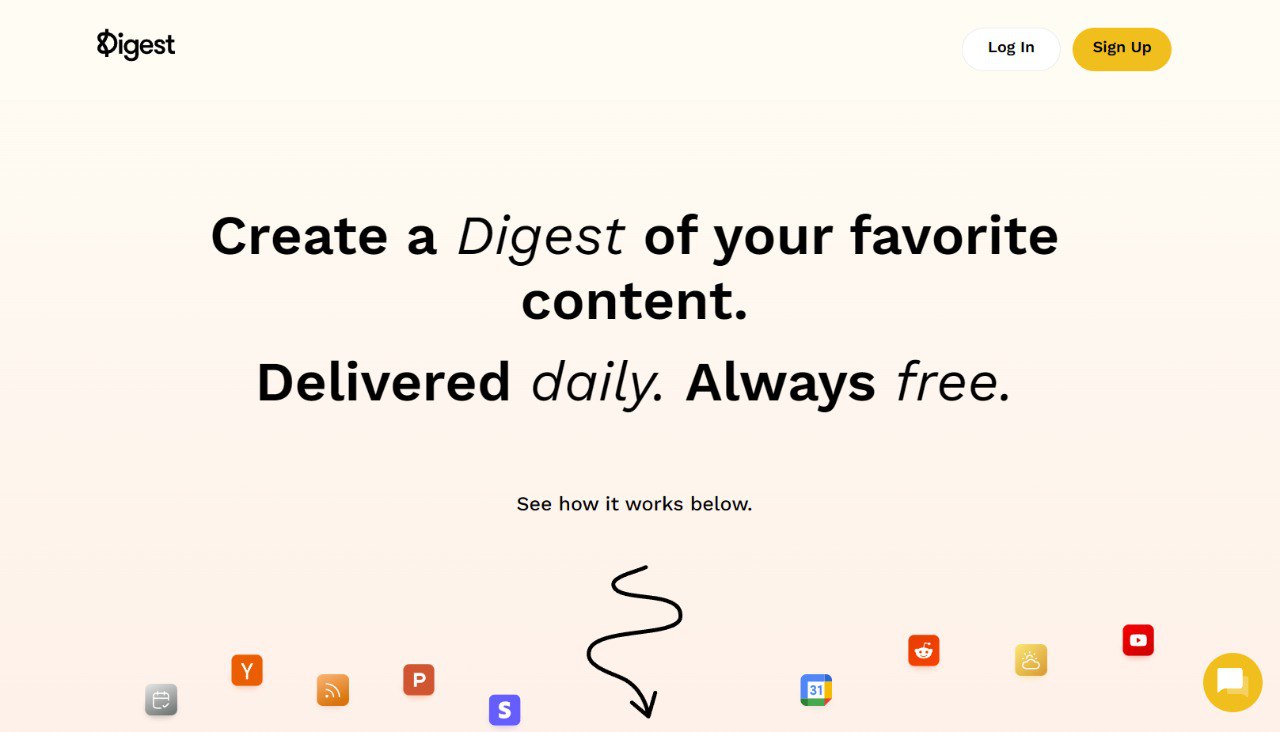 Digest
Log In
Sign Up
Create a Digest of your favorite
content.
Delivered daily. Always free.
See how it works below.
Y
P
S
31